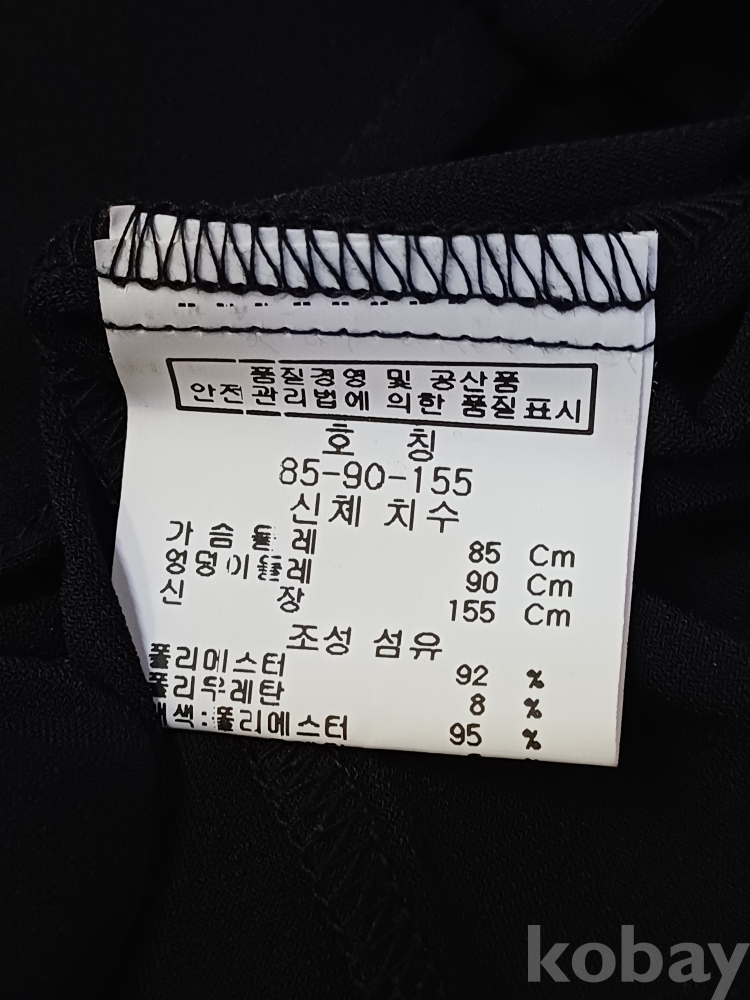 품질경영 및 공산품
안전관리법에 의한 품질표시
호 칭
85-90-155
신체 치수
가슴둘레 85 Cm
엉덩이둘레 90 Cm
신 장 155 Cm
조성 섬유
폴리에스터 92 %
폴리우레탄 8 %
배색:폴리에스터 95 %
kobay